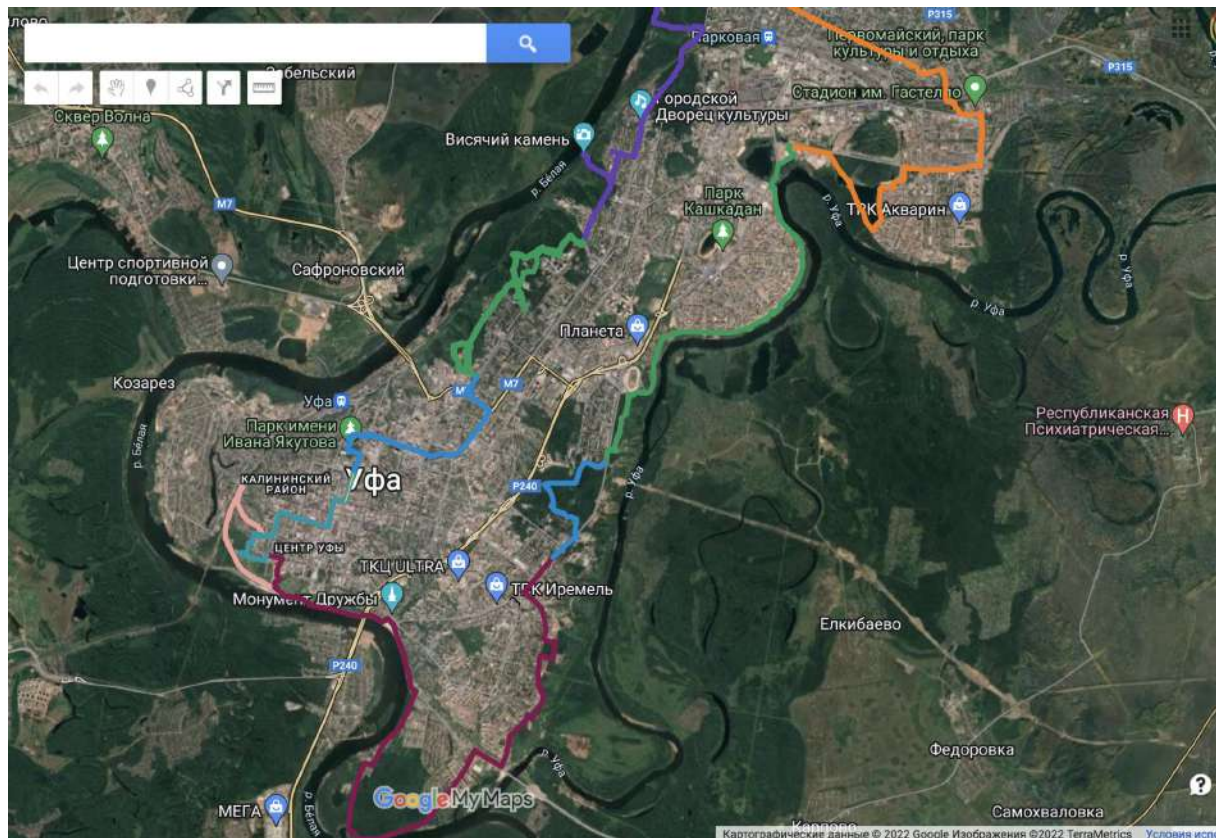 P315
Парковая
Первомайский, парк
культуры и отдыха
P315
Стадион им. Гастелло
Сквер Волна
Городской
Дворец культуры
Висячий камень
р. Белая
M7
Парк
Кашкадан
ТРК Акварин
р. Уфа
р. Уфа
р. Уфа
Центр спортивной
подготовки...
Сафроновский
Планета
Козарез
M7
Уфа
Парк имени
Ивана Якутова
р. Белая
Республиканская
Психиатрическая...
КАЛИНИНСКИЙ
РАЙОН
Уфа
P240
р. Уфа
ЦЕНТР УФЫ
ТКЦ ULTRA
ТРК Иремель
Монумент Дружбы
Елкибаево
P240
Федоровка
р. Уфа
Google My Maps
р. Белая
МЕГА
Самохваловка
Картографические данные © 2022 Google Изображения ©2022 TerraMetrics